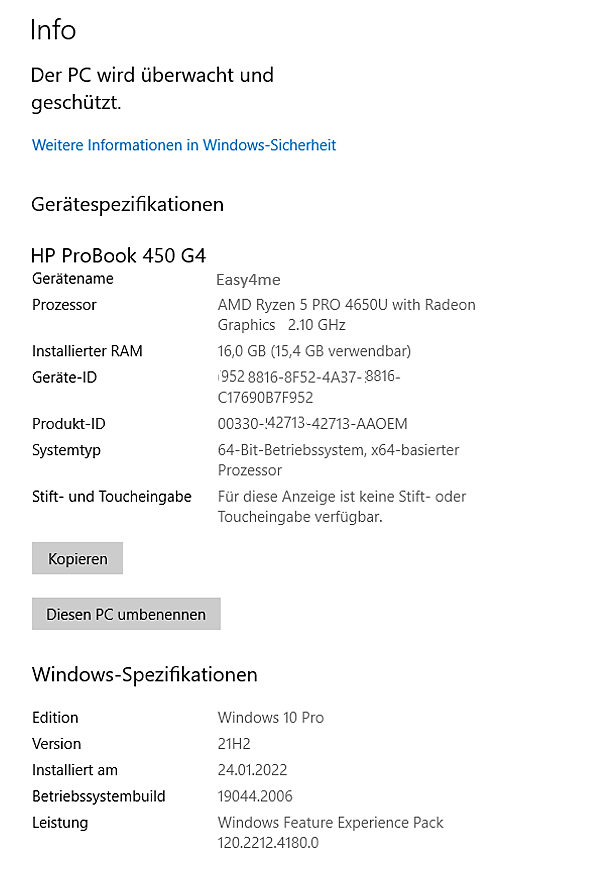 Info
Der PC wird überwacht und
geschützt.
Weitere Informationen in Windows-Sicherheit
Gerätespezifikationen
HP ProBook 450 G4
Gerätename Easy4me
Prozessor AMD Ryzen 5 PRO 4650U with Radeon
Graphics 2.10 GHz
Installierter RAM 16,0 GB (15,4 GB verwendbar)
Geräte-ID 952 8816-8F52-4A37-8816-
C17690B7F952
Produkt-ID 00330-42713-42713-AAOEM
Systemtyp 64-Bit-Betriebssystem, x64-basierter
Prozessor
Stift- und Toucheingabe Für diese Anzeige ist keine Stift- oder
Toucheingabe verfügbar.
Kopieren
Diesen PC umbenennen
Windows-Spezifikationen
Edition Windows 10 Pro
Version 21H2
Installiert am 24.01.2022
Betriebssystembuild 19044.2006
Leistung Windows Feature Experience Pack
120.2212.4180.0